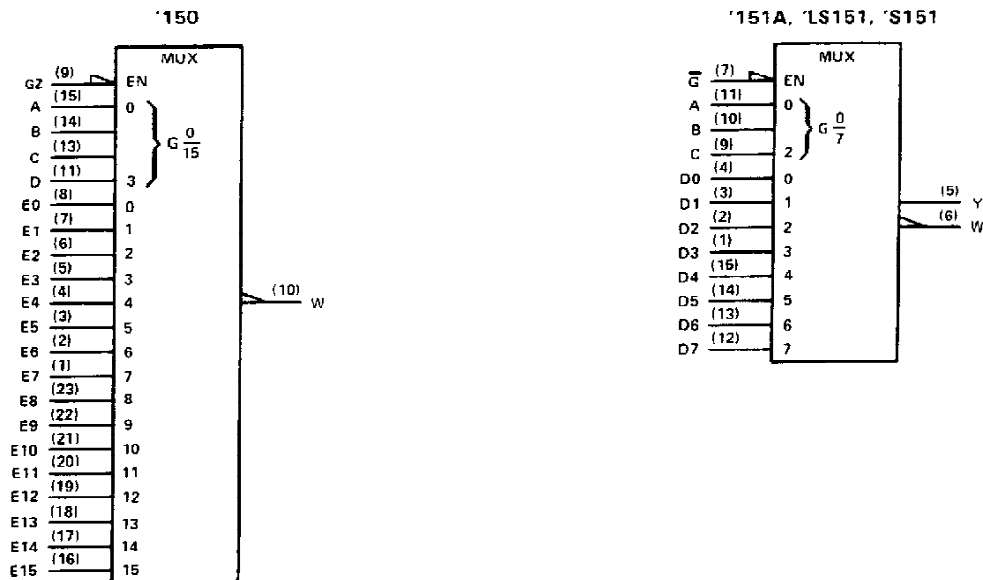 '150
MUX
GZ (9) EN
A (15) 0
B (14)
C (13)
D (11) 3
G 0/15
E0 (8) 0
E1 (7) 1
E2 (6) 2
E3 (5) 3
E4 (4) 4
E5 (3) 5
E6 (2) 6
E7 (1) 7
E8 (23) 8
E9 (22) 9
E10 (21) 10
E11 (20) 11
E12 (19) 12
E13 (18) 13
E14 (17) 14
E15 (16) 15
(10) W
'151A, 'LS151, 'S151
MUX
G̅ (7) EN
A (11) 0
B (10)
C (9) 2
G 0/7
D0 (4) 0
D1 (3) 1
D2 (2) 2
D3 (1) 3
D4 (15) 4
D5 (14) 5
D6 (13) 6
D7 (12) 7
(5) Y
(6) W